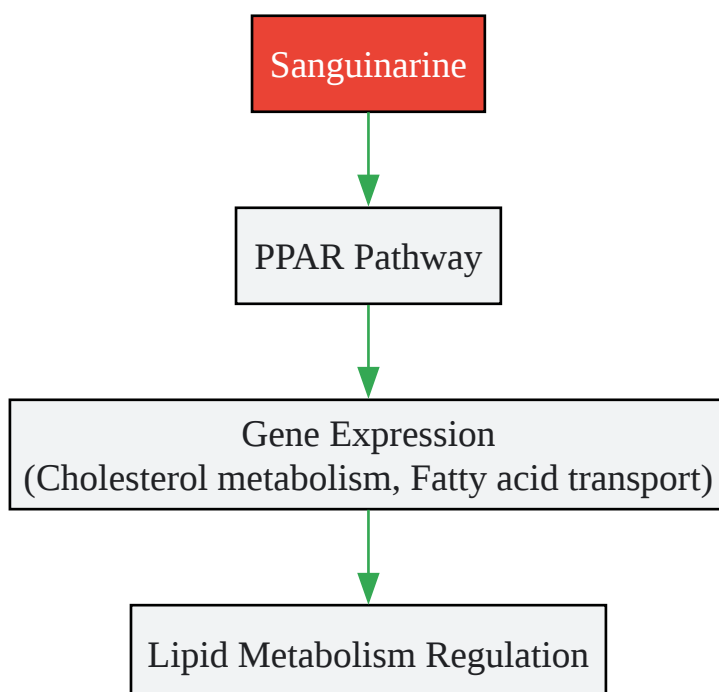 Sanguinarine
PPAR Pathway
Gene Expression
(Cholesterol metabolism, Fatty acid transport)
Lipid Metabolism Regulation